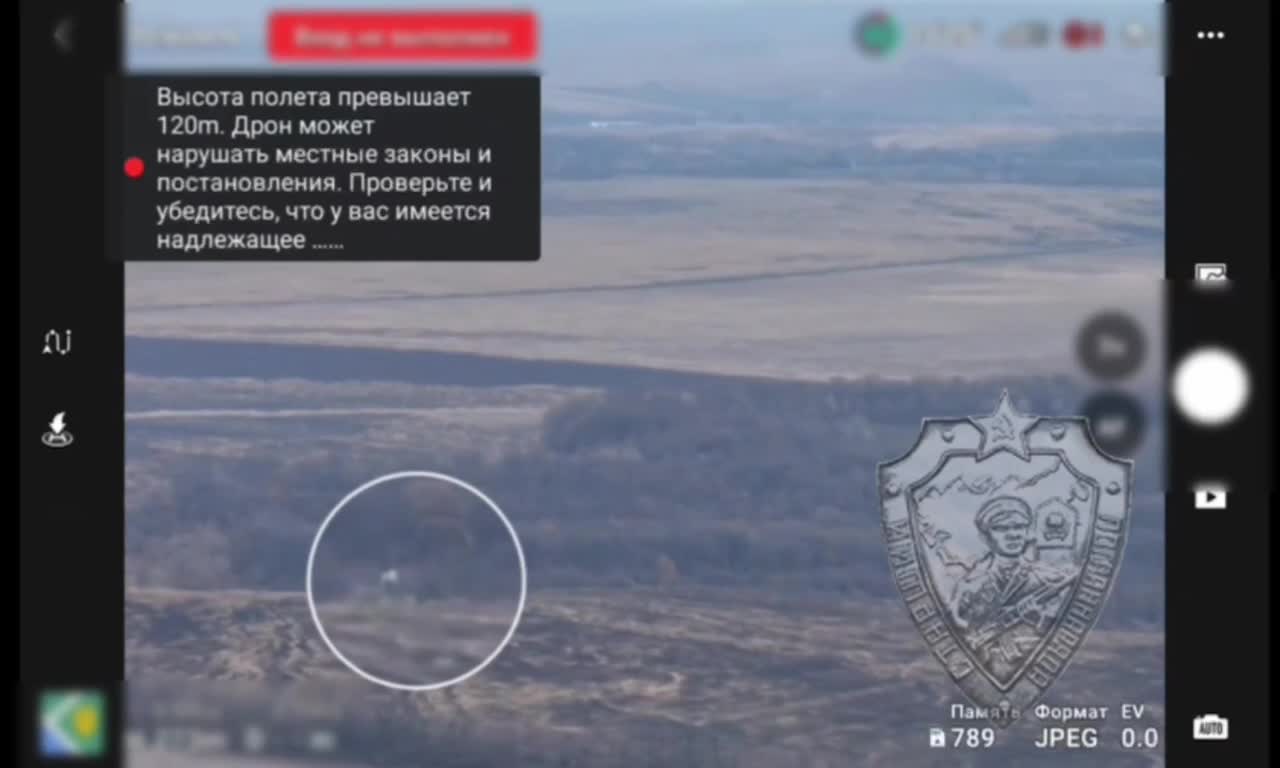 Высота полета превышает
120m. Дрон может
нарушать местные законы и
постановления. Проверьте и
убедитесь, что у вас имеется
надлежащее ......
Память Формат EV
789 JPEG 0.0
AUTO